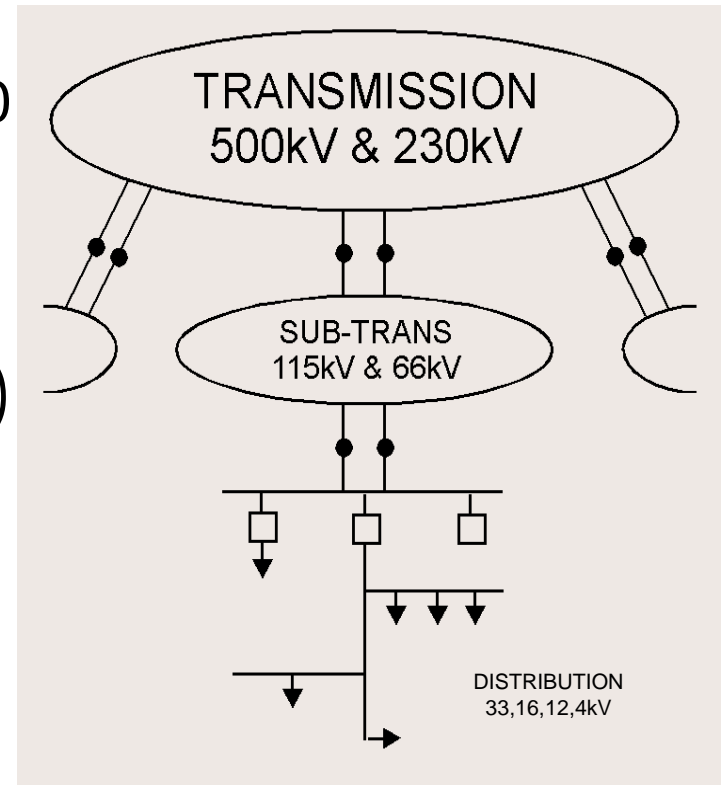 TRANSMISSION
500kV & 230kV
SUB-TRANS
115kV & 66kV
)
DISTRIBUTION
33,16,12,4kV